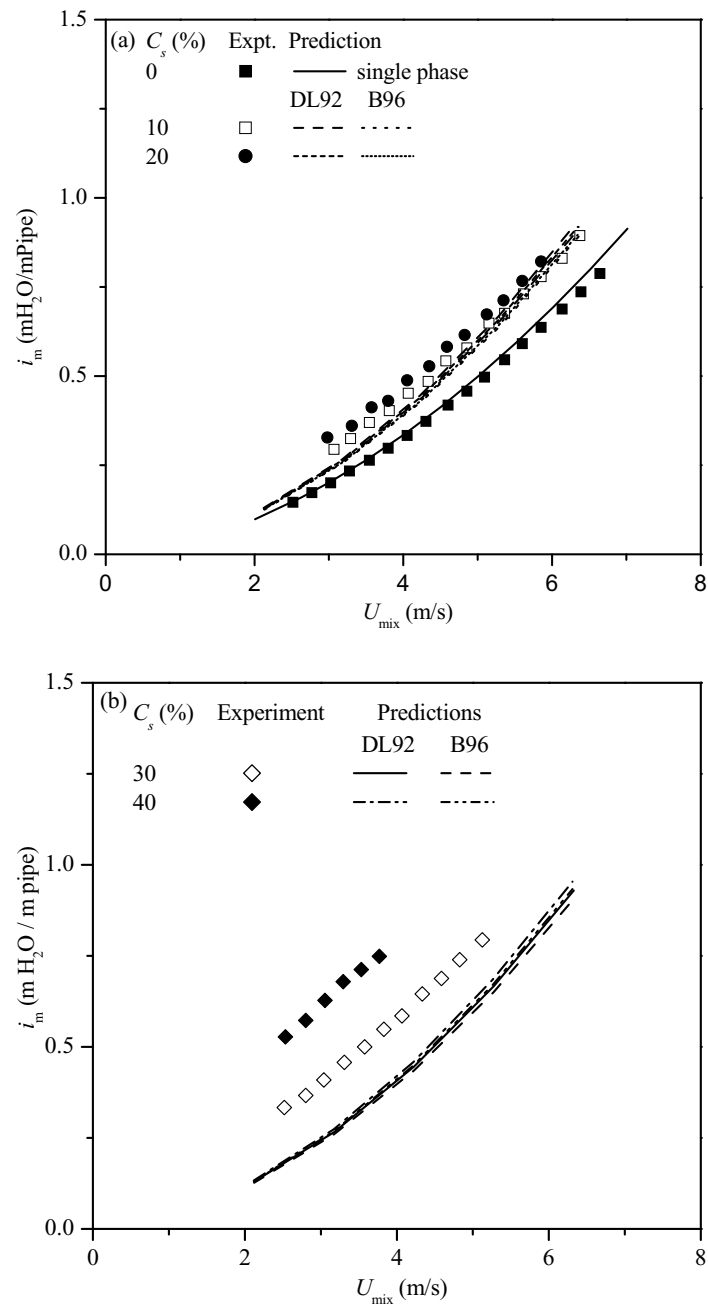 1.5
(a) C_s (%) Expt. Prediction
0 single phase
DL92 B96
10
20
1.0
i_m (mH₂O/mPipe)
0.5
0.0
0 2 4 6 8
U_mix (m/s)
1.5
(b) C_s (%) Experiment Predictions
DL92 B96
30
40
1.0
i_m (m H₂O / m pipe)
0.5
0.0
0 2 4 6 8
U_mix (m/s)